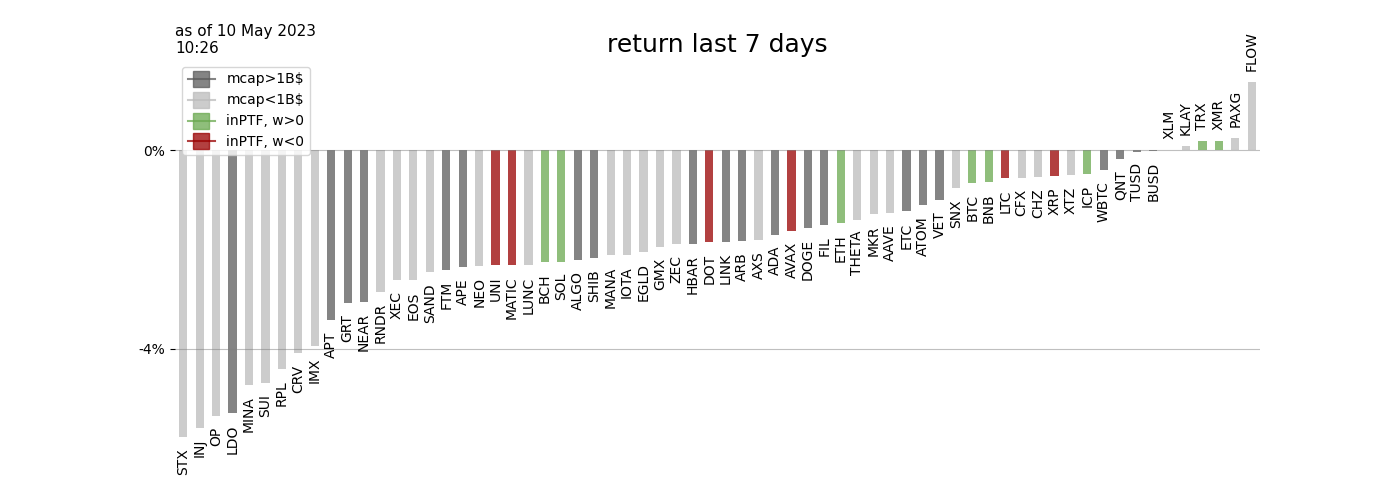 as of 10 May 2023
10:26
return last 7 days
mcap>1B$
mcap<1B$
inPTF, w>0
inPTF, w<0
0%
-4%
STX
INJ
OP
LDO
MINA
SUI
RPL
CRV
IMX
APT
GRT
NEAR
RNDR
XEC
EOS
SAND
FTM
APE
NEO
UNI
MATIC
LUNC
BCH
SOL
ALGO
SHIB
MANA
IOTA
EGLD
GMX
ZEC
HBAR
DOT
LINK
ARB
AXS
ADA
AVAX
DOGE
FIL
ETH
THETA
MKR
AAVE
ETC
ATOM
VET
SNX
BTC
BNB
LTC
CFX
CHZ
XRP
XTZ
ICP
WBTC
QNT
TUSD
BUSD
XLM
KLAY
TRX
XMR
PAXG
FLOW